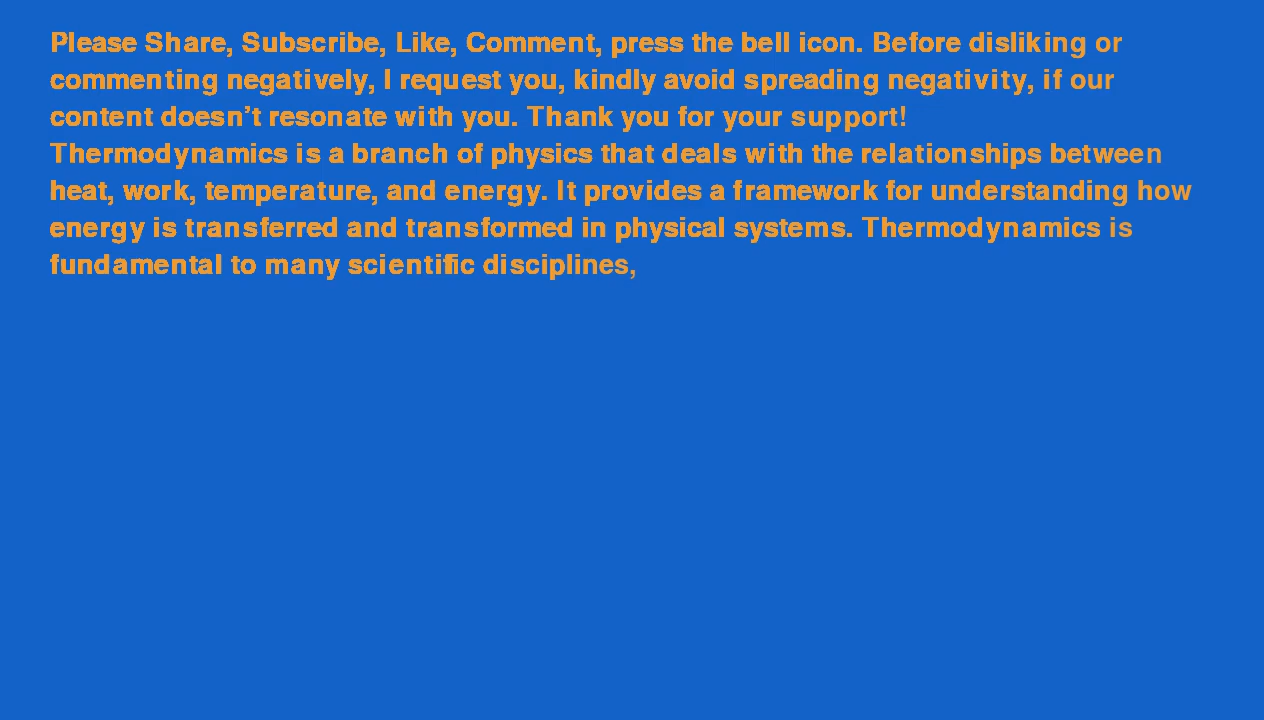 Please Share, Subscribe, Like, Comment, press the bell icon. Before disliking or
commenting negatively, I request you, kindly avoid spreading negativity, if our
content doesn’t resonate with you. Thank you for your support!
Thermodynamics is a branch of physics that deals with the relationships between
heat, work, temperature, and energy. It provides a framework for understanding how
energy is transferred and transformed in physical systems. Thermodynamics is
fundamental to many scientific disciplines,